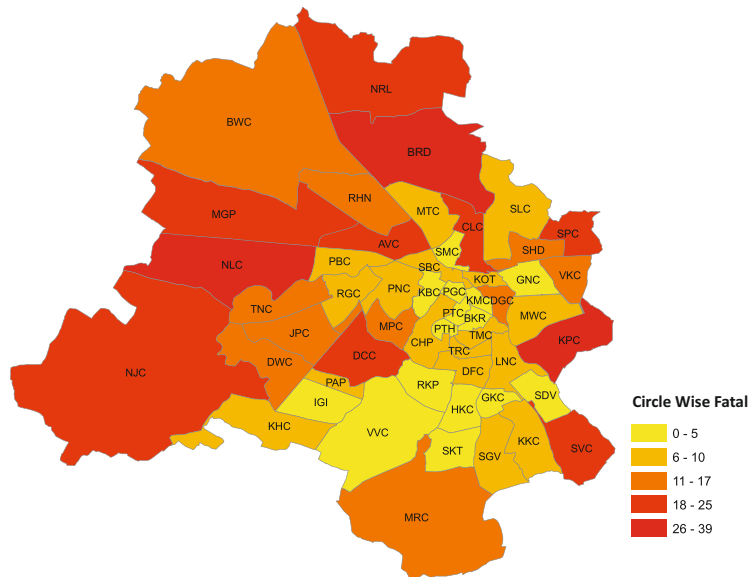 NRL
BWC
BRD
RHN
MTC
SLC
MGP
CLC
SPC
AVC
SMC
SHD
NLC
PBC
SBC
KOT
GNC
VKC
RGC
PNC
KBC
PGC
KMC
DGC
TNC
PTC
BKR
MWC
JPC
MPC
PTH
TMC
KPC
CHP
TRC
DCC
LNC
DWC
NJC
DFC
PAP
RKP
SDV
IGI
GKC
HKC
KHC
VVC
KKC
SKT
SGV
SVC
MRC
Circle Wise Fatal
0 - 5
6 - 10
11 - 17
18 - 25
26 - 39